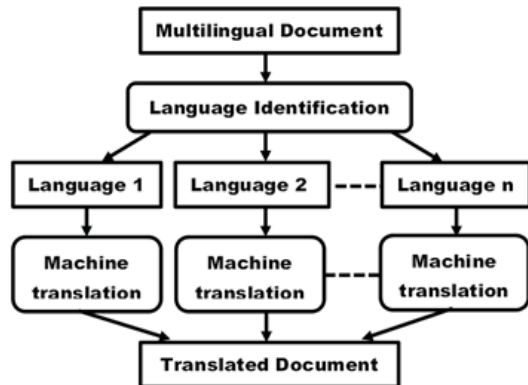 Multilingual Document
Language Identification
Language 1
Language 2
Language n
Machine
translation
Machine
translation
Machine
translation
Translated Document